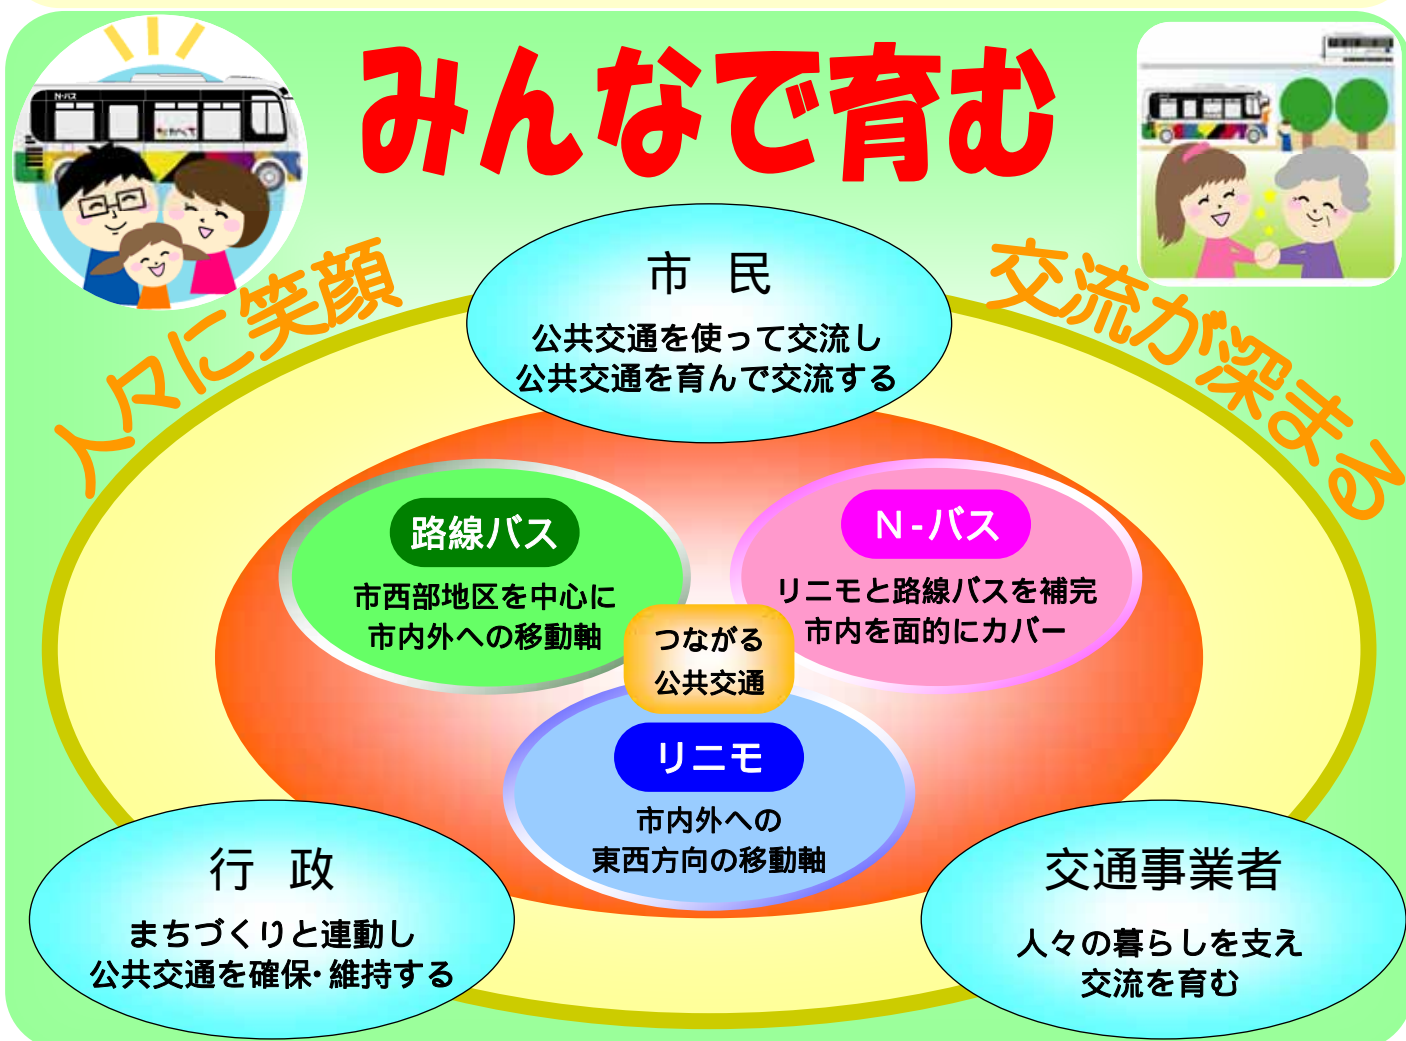 みんなで育む
N-バス
ながくて
人々に笑顔
交流が深まる
市 民
公共交通を使って交流し
公共交通を育んで交流する
路線バス
市西部地区を中心に
市内外への移動軸
N-バス
リニモと路線バスを補完
市内を面的にカバー
つながる
公共交通
リニモ
市内外への
東西方向の移動軸
行 政
まちづくりと連動し
公共交通を確保・維持する
交通事業者
人々の暮らしを支え
交流を育む